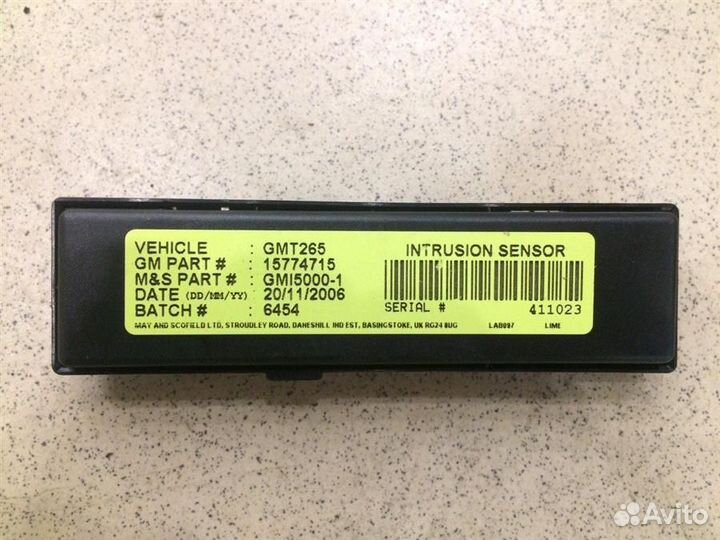 VEHICLE : GMT265
GM PART # : 15774715
M&S PART # : GMI5000-1
DATE (DD/MM/YY) : 20/11/2006
BATCH # : 6454
INTRUSION SENSOR
SERIAL # 411023
MAY AND SCOFIELD LTD, STROUDLEY ROAD, DANESHILL IND EST, BASINGSTOKE, UK RG24 8UG LAB097 LIME
Avito